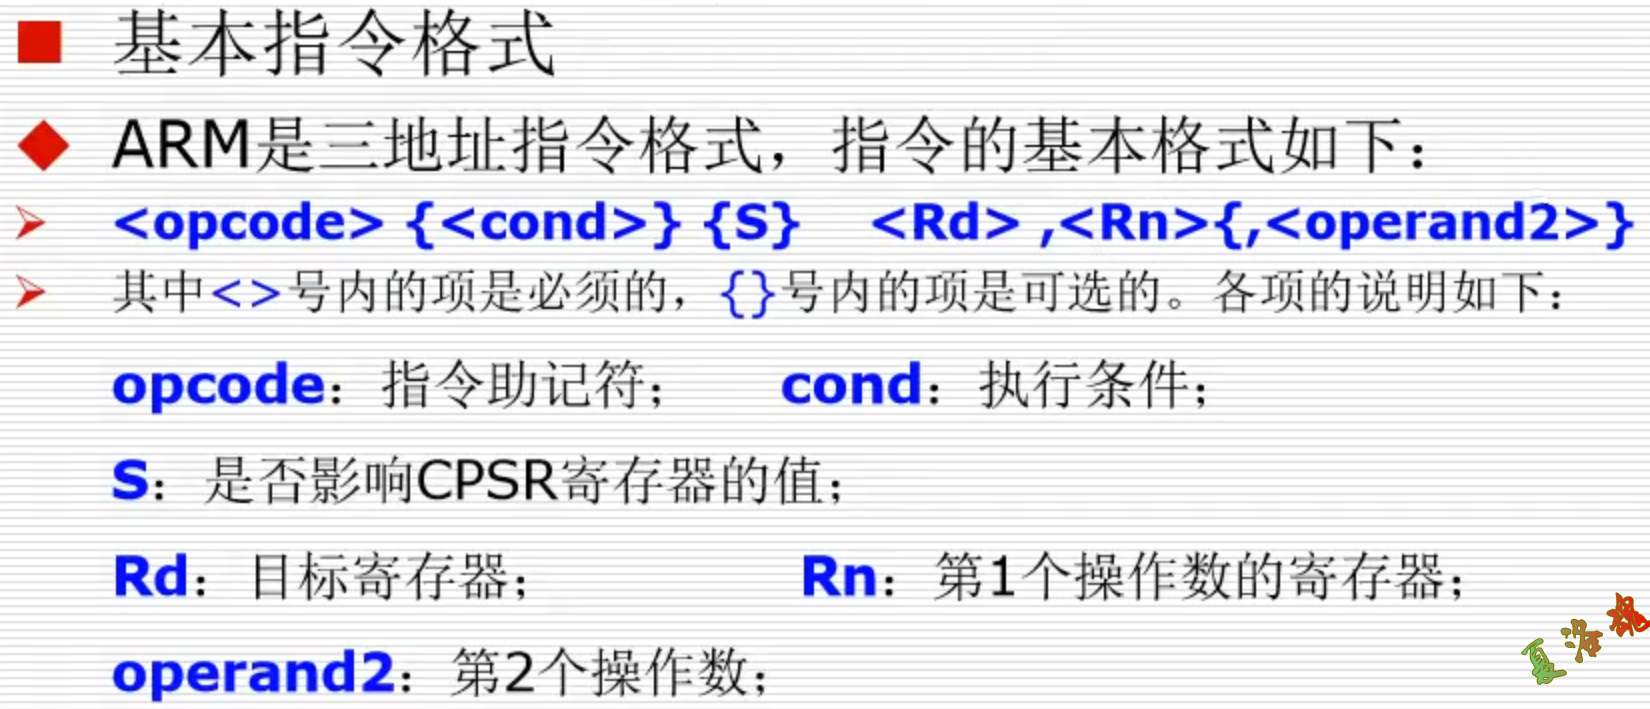 基本指令格式
ARM是三地址指令格式，指令的基本格式如下：
<opcode> {<cond>} {S} <Rd> ,<Rn>{,<operand2>}
其中<>号内的项是必须的，{}号内的项是可选的。各项的说明如下：
opcode：指令助记符； cond：执行条件；
S：是否影响CPSR寄存器的值；
Rd：目标寄存器； Rn：第1个操作数的寄存器；
operand2：第2个操作数；
夏洛魂